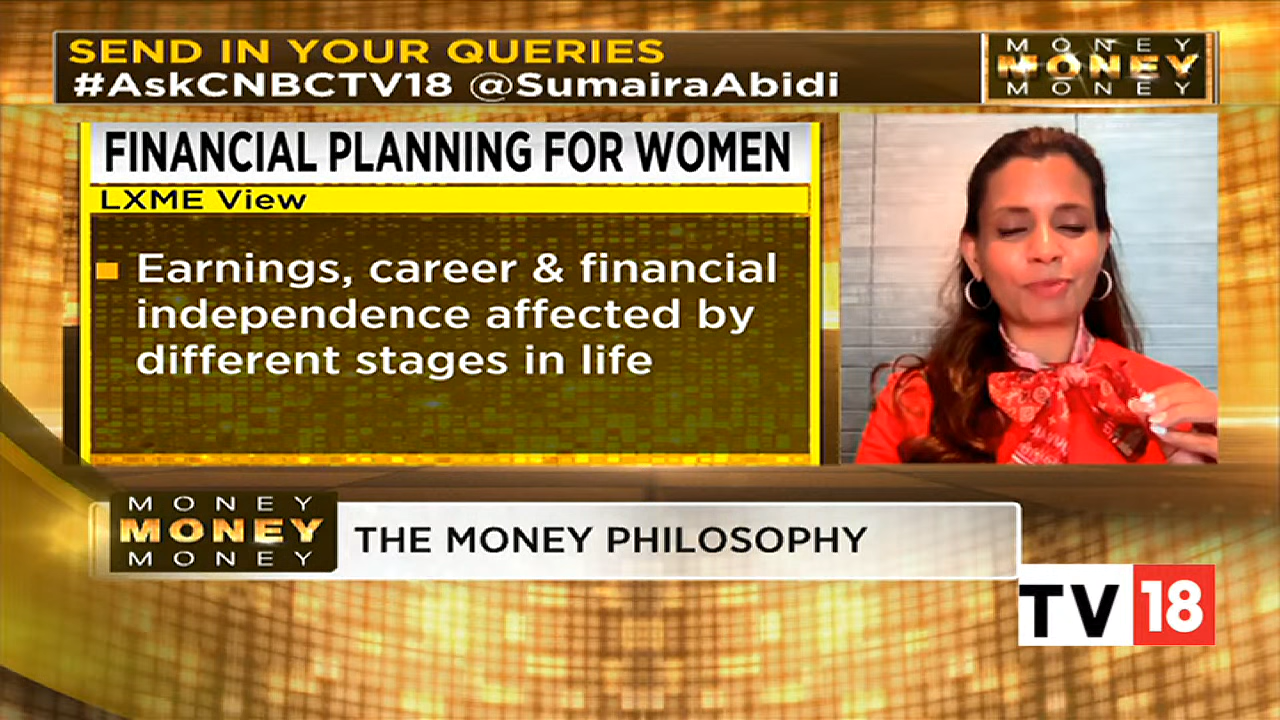 SEND IN YOUR QUERIES
#AskCNBCTV18 @SumairaAbidi
MONEY
MONEY
MONEY
FINANCIAL PLANNING FOR WOMEN
LXME View
Earnings, career & financial
independence affected by
different stages in life
MONEY
MONEY
MONEY
THE MONEY PHILOSOPHY
TV18